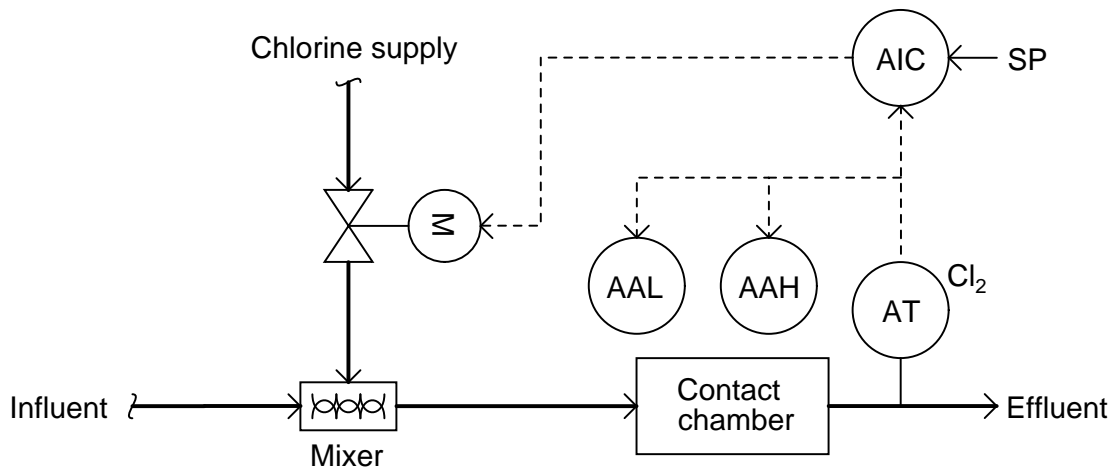 Chlorine supply
AIC
SP
M
AAL
AAH
AT
Cl₂
Influent
Mixer
Contact
chamber
Effluent